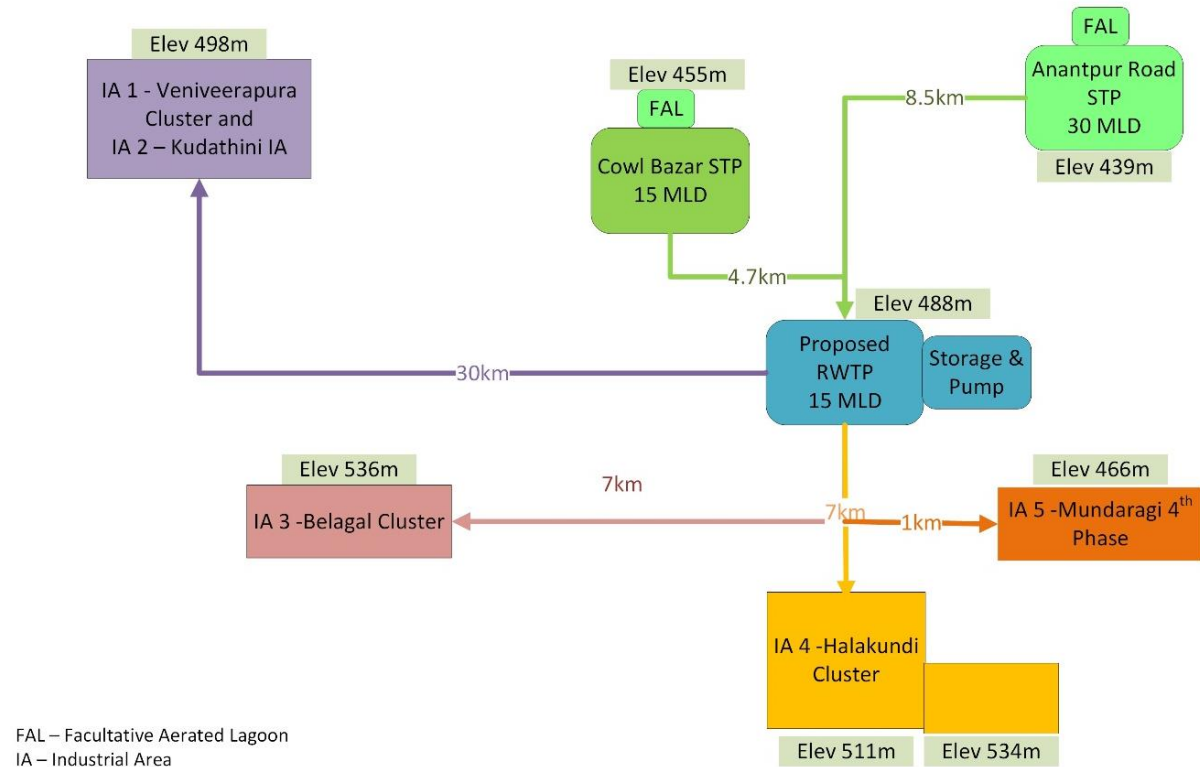 Elev 498m
IA 1 - Veniveerapura
Cluster and
IA 2 – Kudathini IA
Elev 455m
FAL
Cowl Bazar STP
15 MLD
FAL
Anantpur Road
STP
30 MLD
Elev 439m
8.5km
4.7km
Elev 488m
Proposed
RWTP
15 MLD
Storage &
Pump
30km
Elev 536m
IA 3 -Belagal Cluster
7km
7km
1km
Elev 466m
IA 5 -Mundaragi 4th
Phase
IA 4 -Halakundi
Cluster
Elev 511m
Elev 534m
FAL – Facultative Aerated Lagoon
IA – Industrial Area